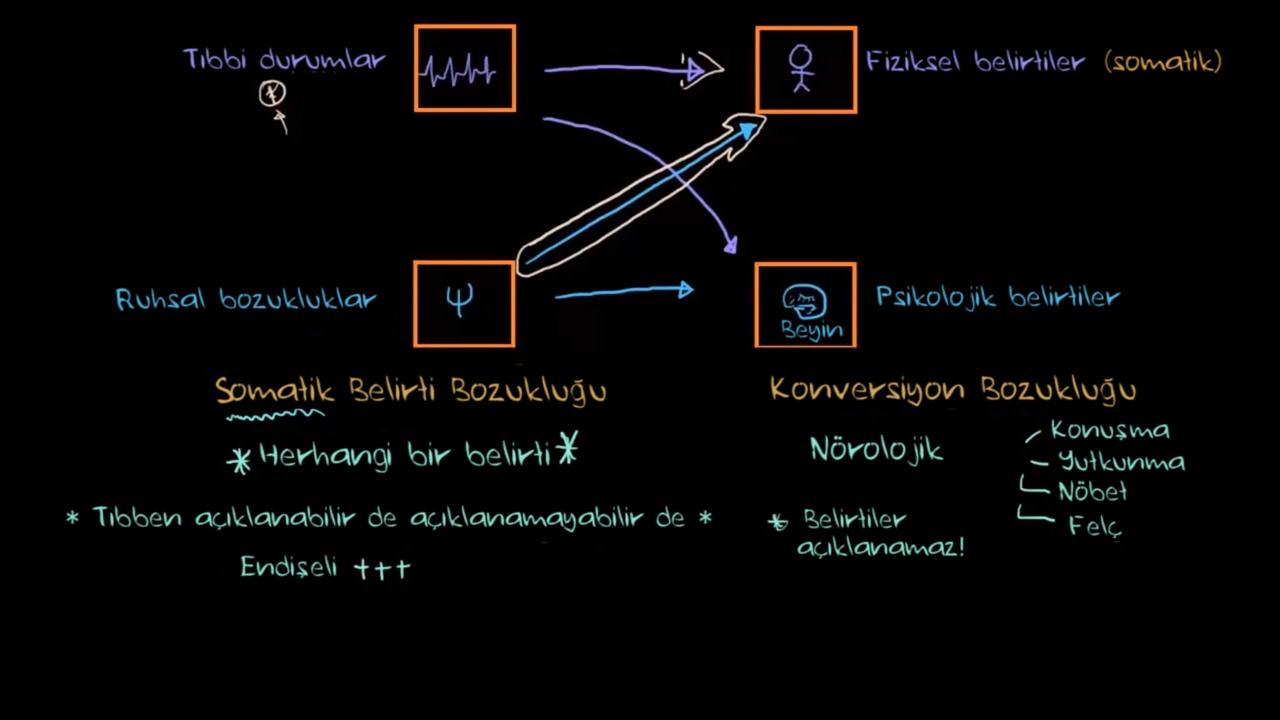 Tıbbi durumlar
Fiziksel belirtiler (somatik)
Ruhsal bozukluklar
Ψ
Beyin
Psikolojik belirtiler
Somatik Belirti Bozukluğu
* Herhangi bir belirti *
* Tıbben açıklanabilir de açıklanamayabilir de *
Endişeli +++
Konversiyon Bozukluğu
Nörolojik
Konuşma
Yutkunma
Nöbet
Felç
* Belirtiler
açıklanamaz!